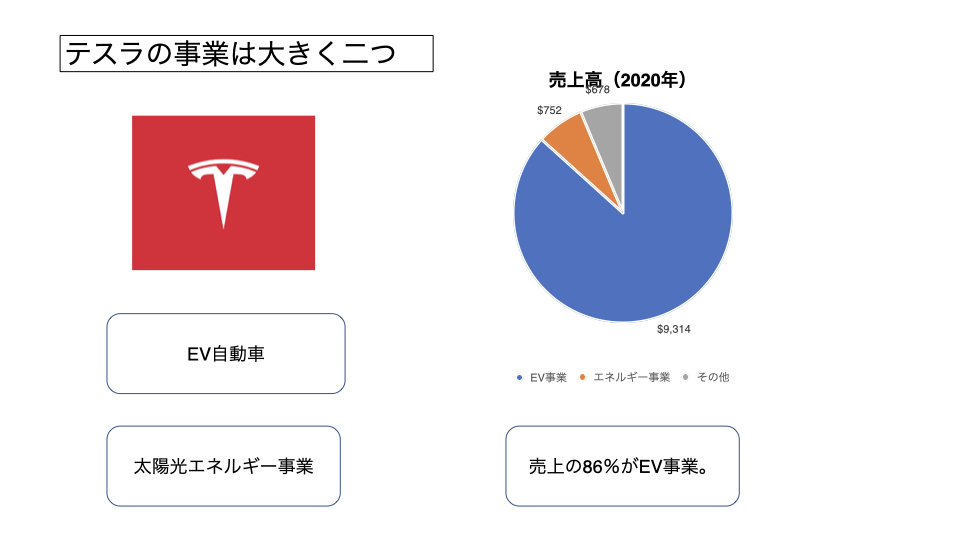 テスラの事業は大きく二つ
売上高（2020年）
$678
$752
$9,314
EV事業 エネルギー事業 その他
EV自動車
太陽光エネルギー事業
売上の86%がEV事業。